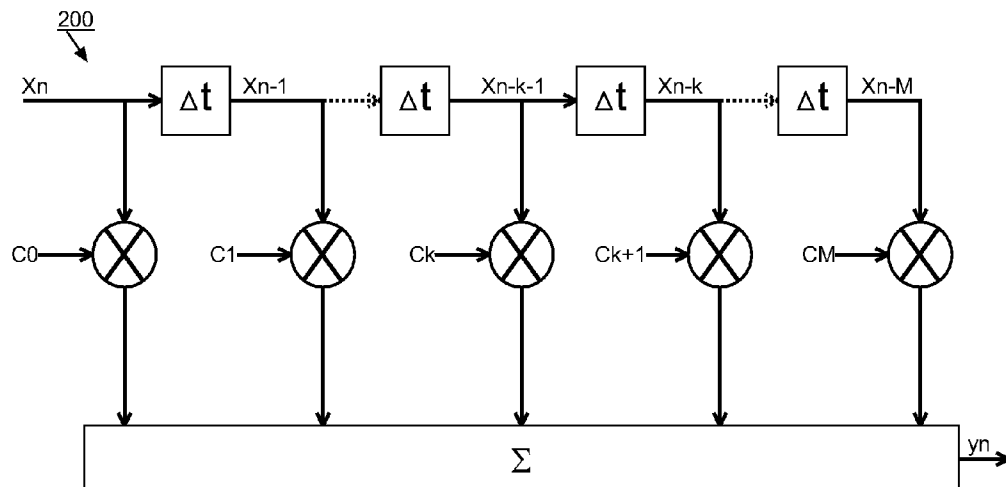 200
Xn
Δt
Xn-1
Δt
Xn-k-1
Δt
Xn-k
Δt
Xn-M
C0
C1
Ck
Ck+1
CM
Σ
yn